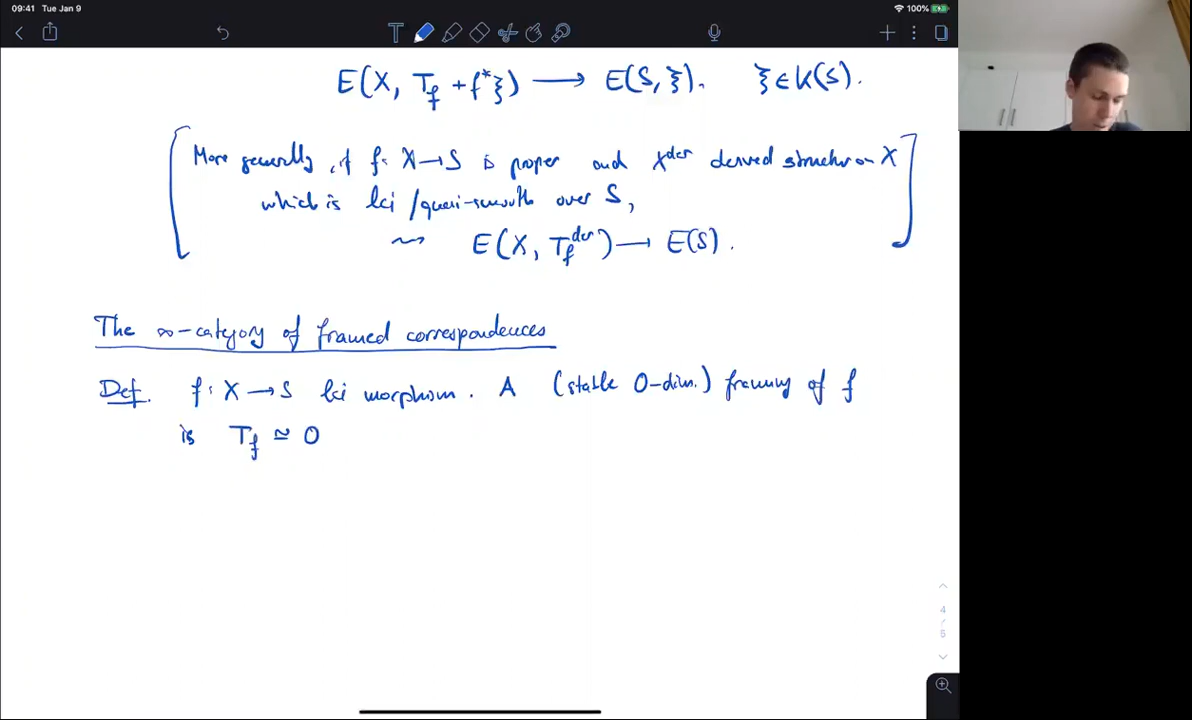 09:41 Tue Jan 9
100%
E(X, T_f + f^*ξ) → E(S, ξ). ξ ∈ K(S).
More generally, if f: X → S is proper and X^der derived structure on X
which is lci / quasi-smooth over S,
⇝ E(X, T_f^der) → E(S).
The ∞-category of framed correspondences
Def. f: X → S lci morphism. A (stable 0-dim.) framing of f
is T_f ≃ 0
4
/
5